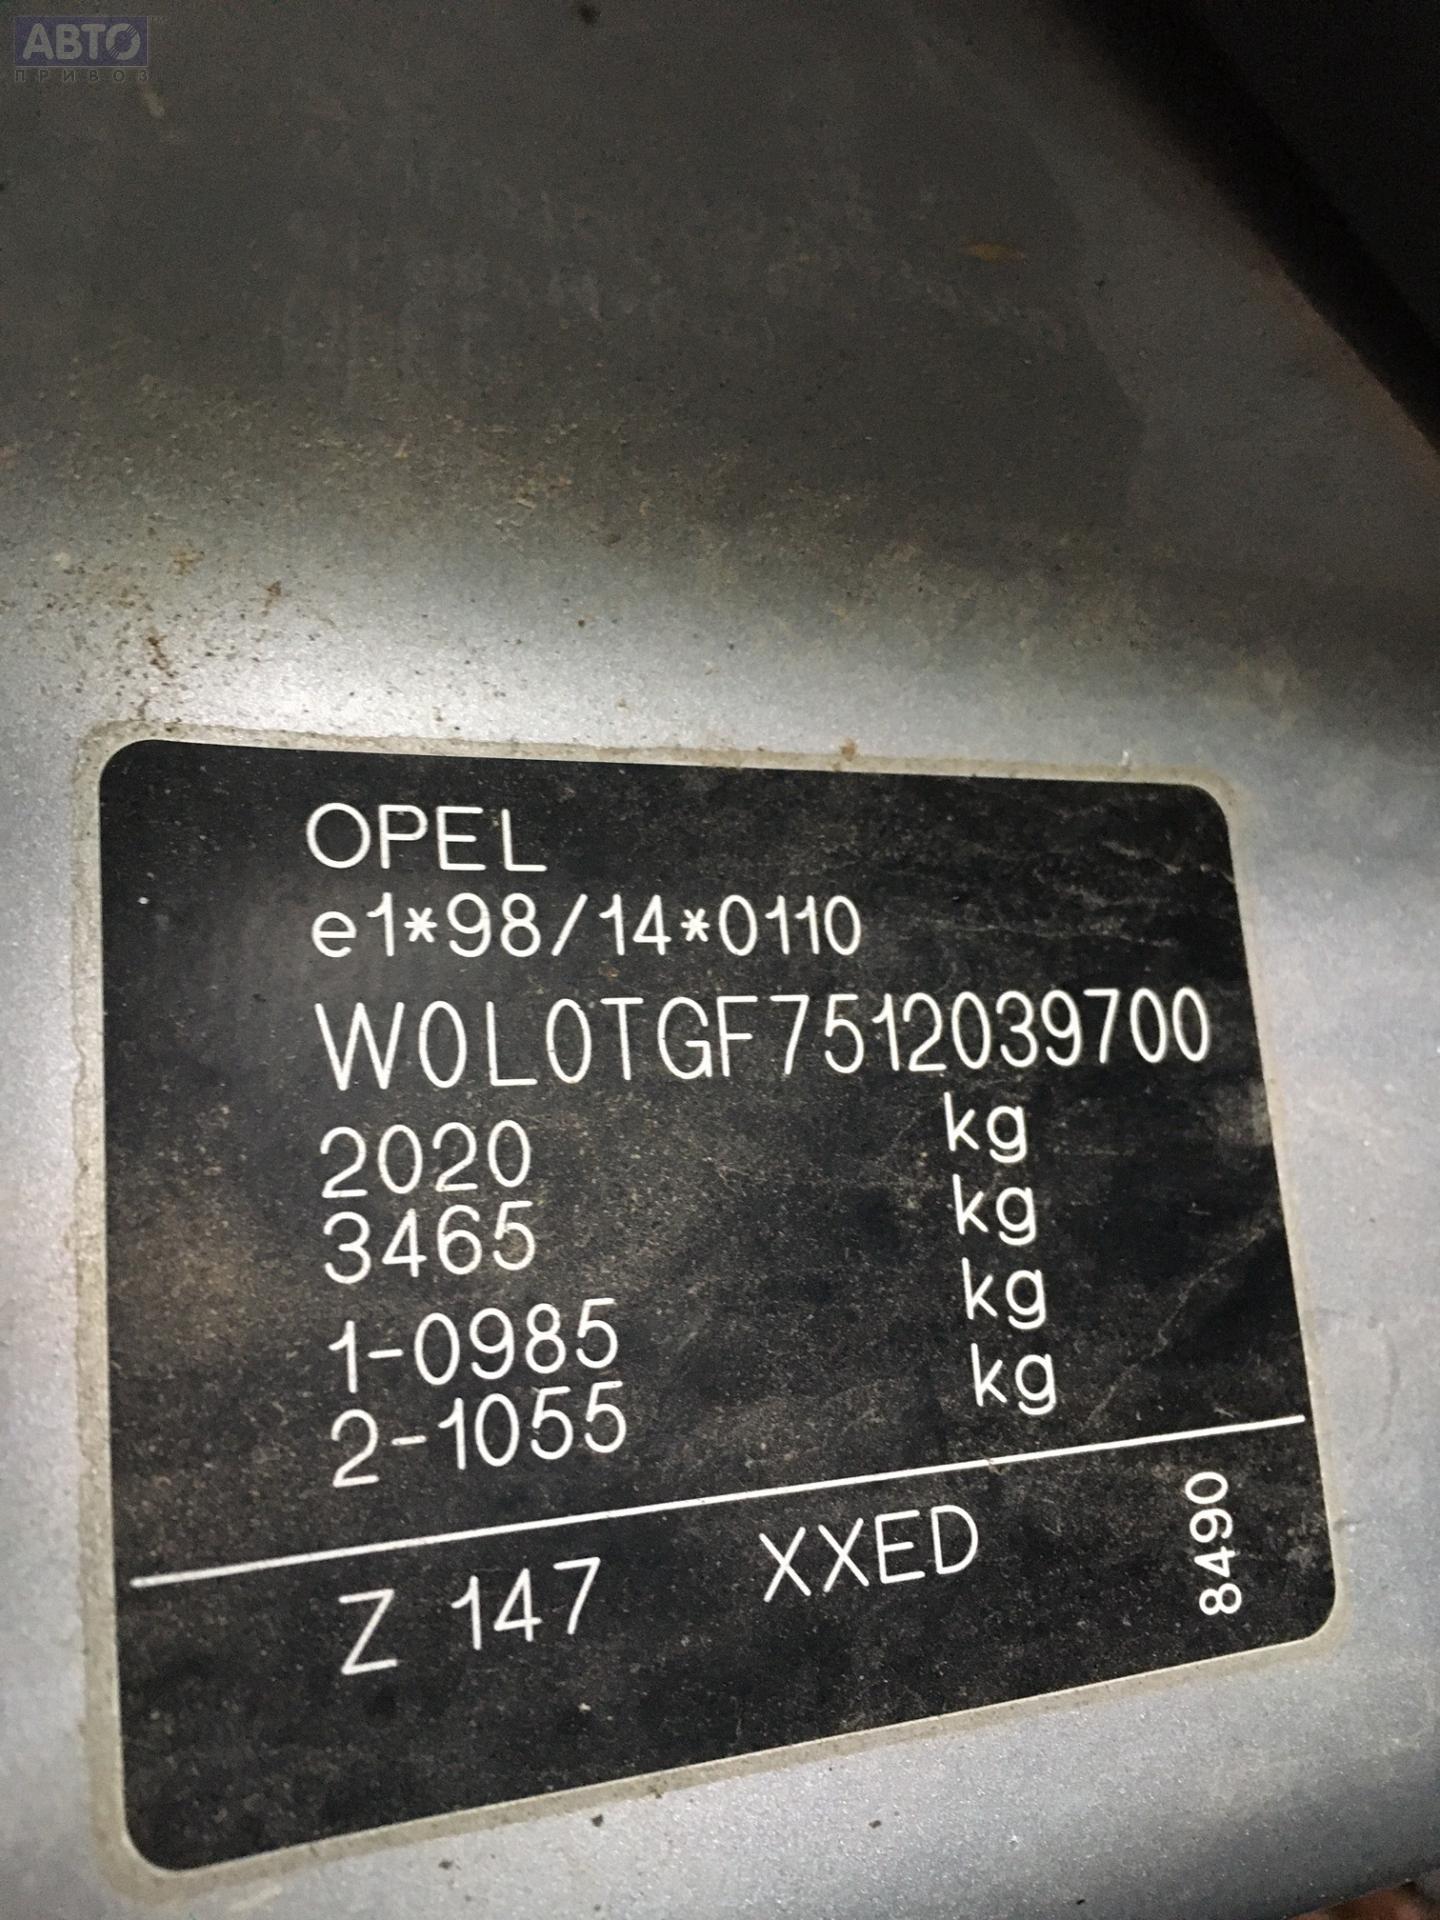 АВТО
ПРИВОЗ
OPEL
e1*98/14*0110
W0L0TGF7512039700
2020 kg
3465 kg
1-0985 kg
2-1055 kg
Z 147 XXED 8490